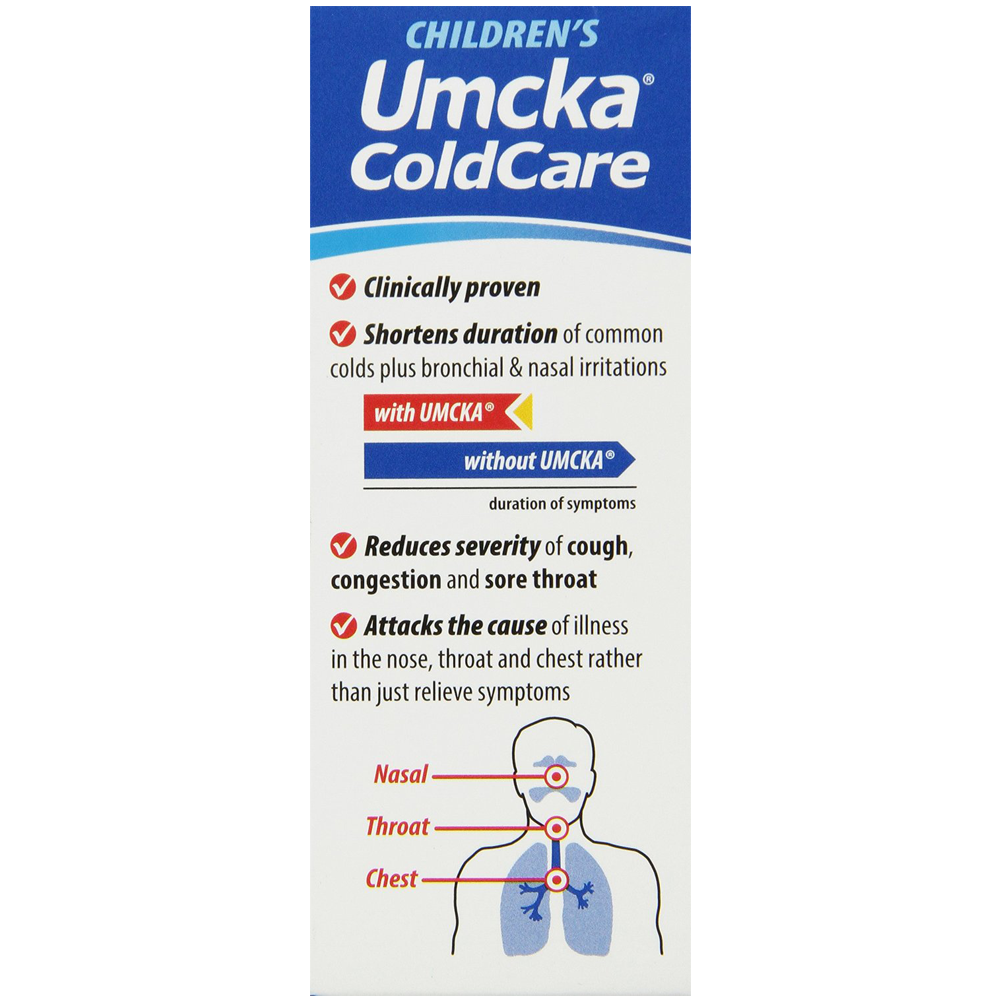 CHILDREN'S
Umcka®
ColdCare
Clinically proven
Shortens duration of common
colds plus bronchial & nasal irritations
with UMCKA®
without UMCKA®
duration of symptoms
Reduces severity of cough,
congestion and sore throat
Attacks the cause of illness
in the nose, throat and chest rather
than just relieve symptoms
Nasal
Throat
Chest